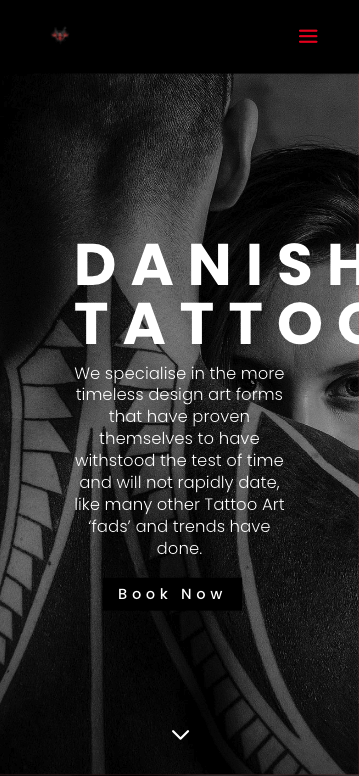 DANISH
TATTOO
We specialise in the more
timeless design art forms
that have proven
themselves to have
withstood the test of time
and will not rapidly date,
like many other Tattoo Art
‘fads’ and trends have
done.
Book Now